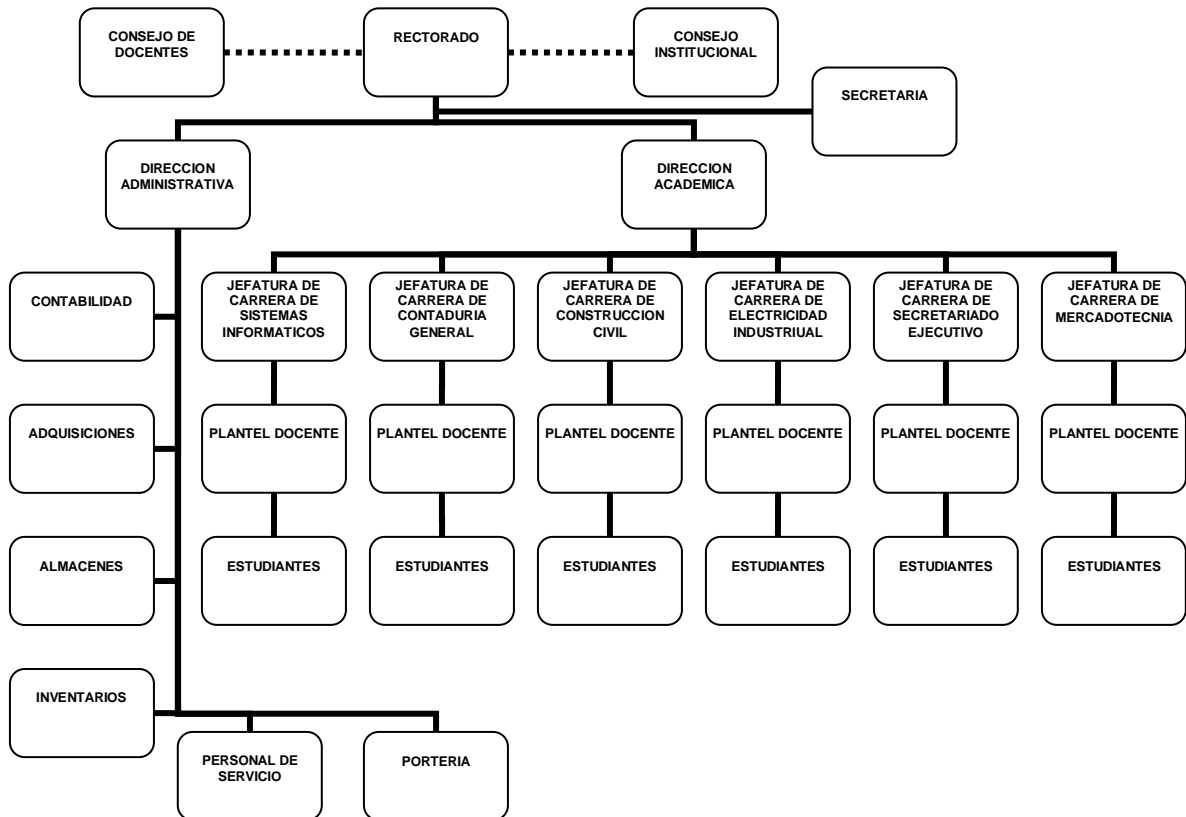 CONSEJO DE
DOCENTES
RECTORADO
CONSEJO
INSTITUCIONAL
SECRETARIA
DIRECCION
ADMINISTRATIVA
DIRECCION
ACADEMICA
CONTABILIDAD
JEFATURA DE
CARRERA DE
SISTEMAS
INFORMATICOS
JEFATURA DE
CARRERA DE
CONTADURIA
GENERAL
JEFATURA DE
CARRERA DE
CONSTRUCCION
CIVIL
JEFATURA DE
CARRERA DE
ELECTRICIDAD
INDUSTRIUAL
JEFATURA DE
CARRERA DE
SECRETARIADO
EJECUTIVO
JEFATURA DE
CARRERA DE
MERCADOTECNIA
ADQUISICIONES
PLANTEL DOCENTE
PLANTEL DOCENTE
PLANTEL DOCENTE
PLANTEL DOCENTE
PLANTEL DOCENTE
PLANTEL DOCENTE
ALMACENES
ESTUDIANTES
ESTUDIANTES
ESTUDIANTES
ESTUDIANTES
ESTUDIANTES
ESTUDIANTES
INVENTARIOS
PERSONAL DE
SERVICIO
PORTERIA